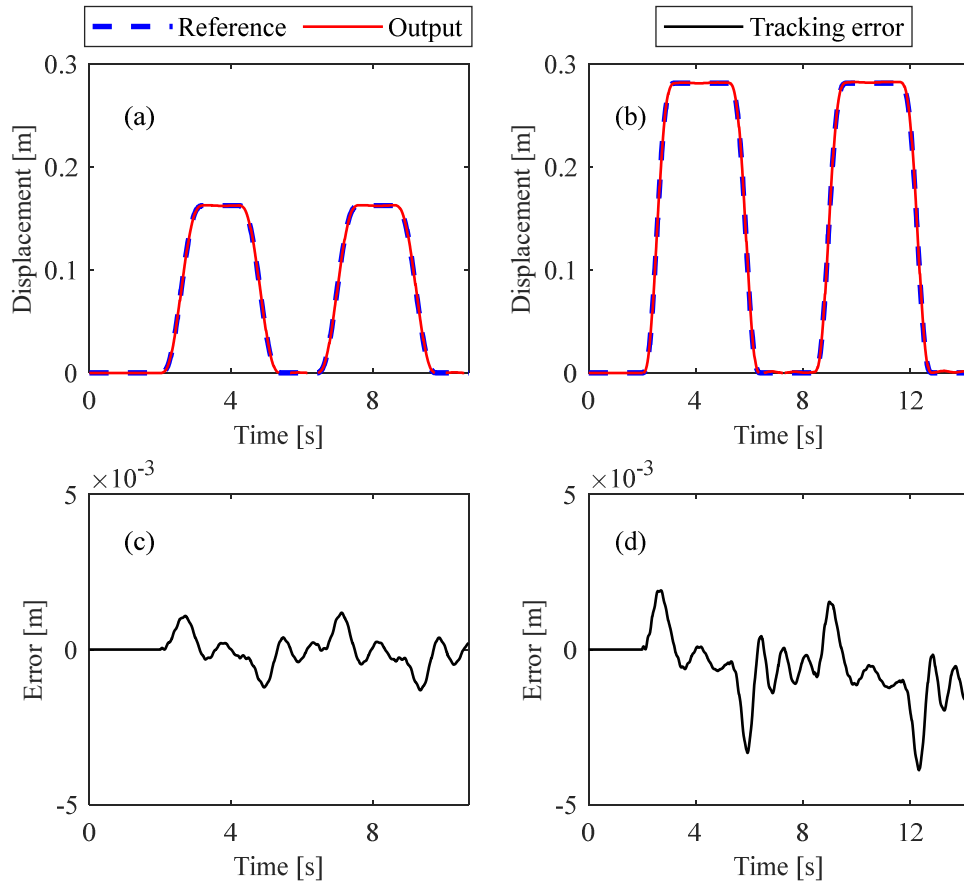 Reference Output
Tracking error
0.3
0.2
0.1
0
Displacement [m]
(a)
0 4 8
Time [s]
0.3
0.2
0.1
0
Displacement [m]
(b)
0 4 8 12
Time [s]
×10-3
5
0
-5
Error [m]
(c)
0 4 8
Time [s]
×10-3
5
0
-5
Error [m]
(d)
0 4 8 12
Time [s]